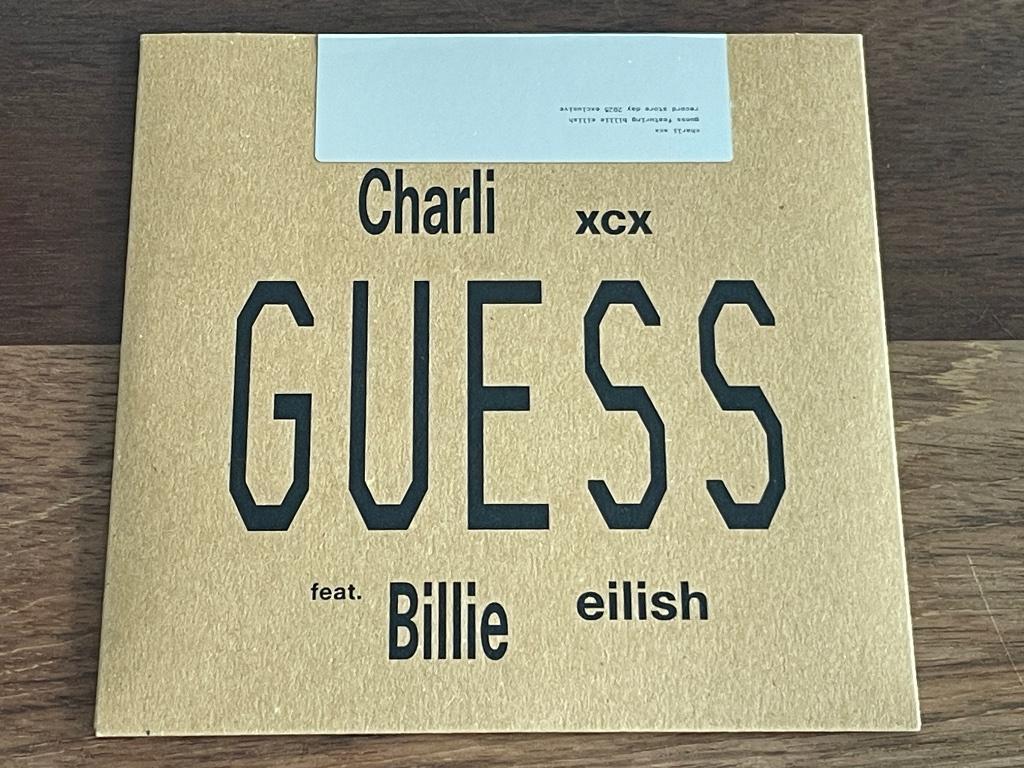 charli xcx
guess featuring billie eilish
record store day 2025 exclusive
Charli xcx
GUESS
feat. Billie eilish